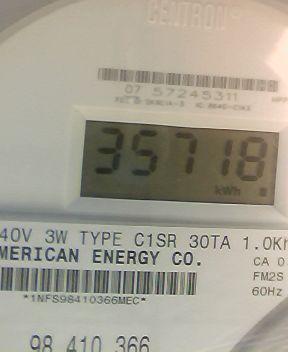 CENTRON
07 57245311
35718
kWh
40V 3W TYPE C1SR 30TA 1.0Kh
MERICAN ENERGY CO.
CA 0
FM2S
60Hz
*1NFS98410366MEC*
98 410 366